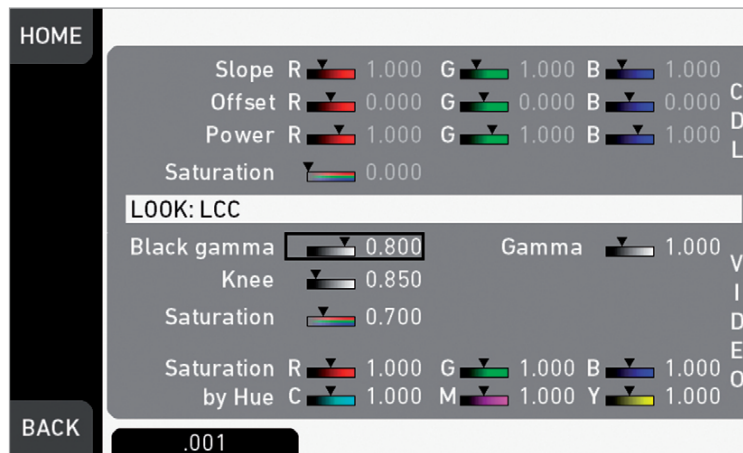 HOME
Slope R 1.000 G 1.000 B 1.000
Offset R 0.000 G 0.000 B 0.000
Power R 1.000 G 1.000 B 1.000
Saturation 0.000
CDL
LOOK: LCC
Black gamma 0.800 Gamma 1.000
Knee 0.850
Saturation 0.700
Saturation R 1.000 G 1.000 B 1.000
by Hue C 1.000 M 1.000 Y 1.000
VIDEO
BACK
.001